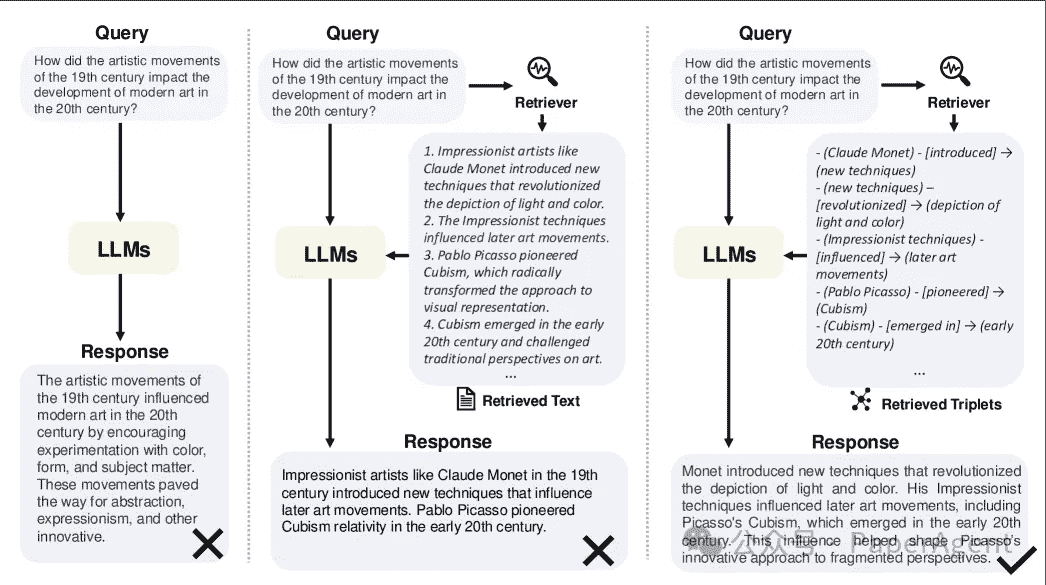 Query
How did the artistic movements
of the 19th century impact the
development of modern art in
the 20th century?
LLMs
Response
The artistic movements of
the 19th century influenced
modern art in the 20th
century by encouraging
experimentation with color,
form, and subject matter.
These movements paved
the way for abstraction,
expressionism, and other
innovative.
Query
How did the artistic movements
of the 19th century impact the
development of modern art in
the 20th century?
Retriever
1. Impressionist artists like
Claude Monet introduced new
techniques that revolutionized
the depiction of light and color.
2. The Impressionist techniques
influenced later art movements.
3. Pablo Picasso pioneered
Cubism, which radically
transformed the approach to
visual representation.
4. Cubism emerged in the early
20th century and challenged
traditional perspectives on art.
...
Retrieved Text
LLMs
Response
Impressionist artists like Claude Monet in the 19th
century introduced new techniques that influence
later art movements. Pablo Picasso pioneered
Cubism relativity in the early 20th century.
Query
How did the artistic movements
of the 19th century impact the
development of modern art in
the 20th century?
Retriever
- (Claude Monet) - [introduced] →
(new techniques)
- (new techniques) –
[revolutionized] → (depiction of
light and color)
- (Impressionist techniques) -
[influenced] → (later art
movements)
- (Pablo Picasso) - [pioneered] →
(Cubism)
- (Cubism) - [emerged in] → (early
20th century)
...
Retrieved Triplets
LLMs
Response
Monet introduced new techniques that revolutionized
the depiction of light and color. His Impressionist
techniques influenced later art movements, including
Picasso's Cubism, which emerged in the early 20th
century. This influence helped shape Picasso's
innovative approach to fragmented perspectives.
公众号 · PaperAgent